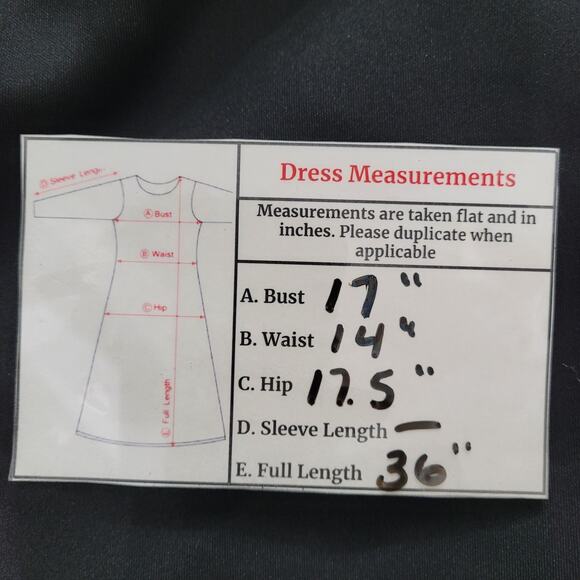 Dress Measurements
Measurements are taken flat and in
inches. Please duplicate when
applicable
A. Bust 17"
B. Waist 14"
C. Hip 17.5"
D. Sleeve Length —
E. Full Length 36"
D Sleeve Length
A Bust
B Waist
C Hip
E Full Length